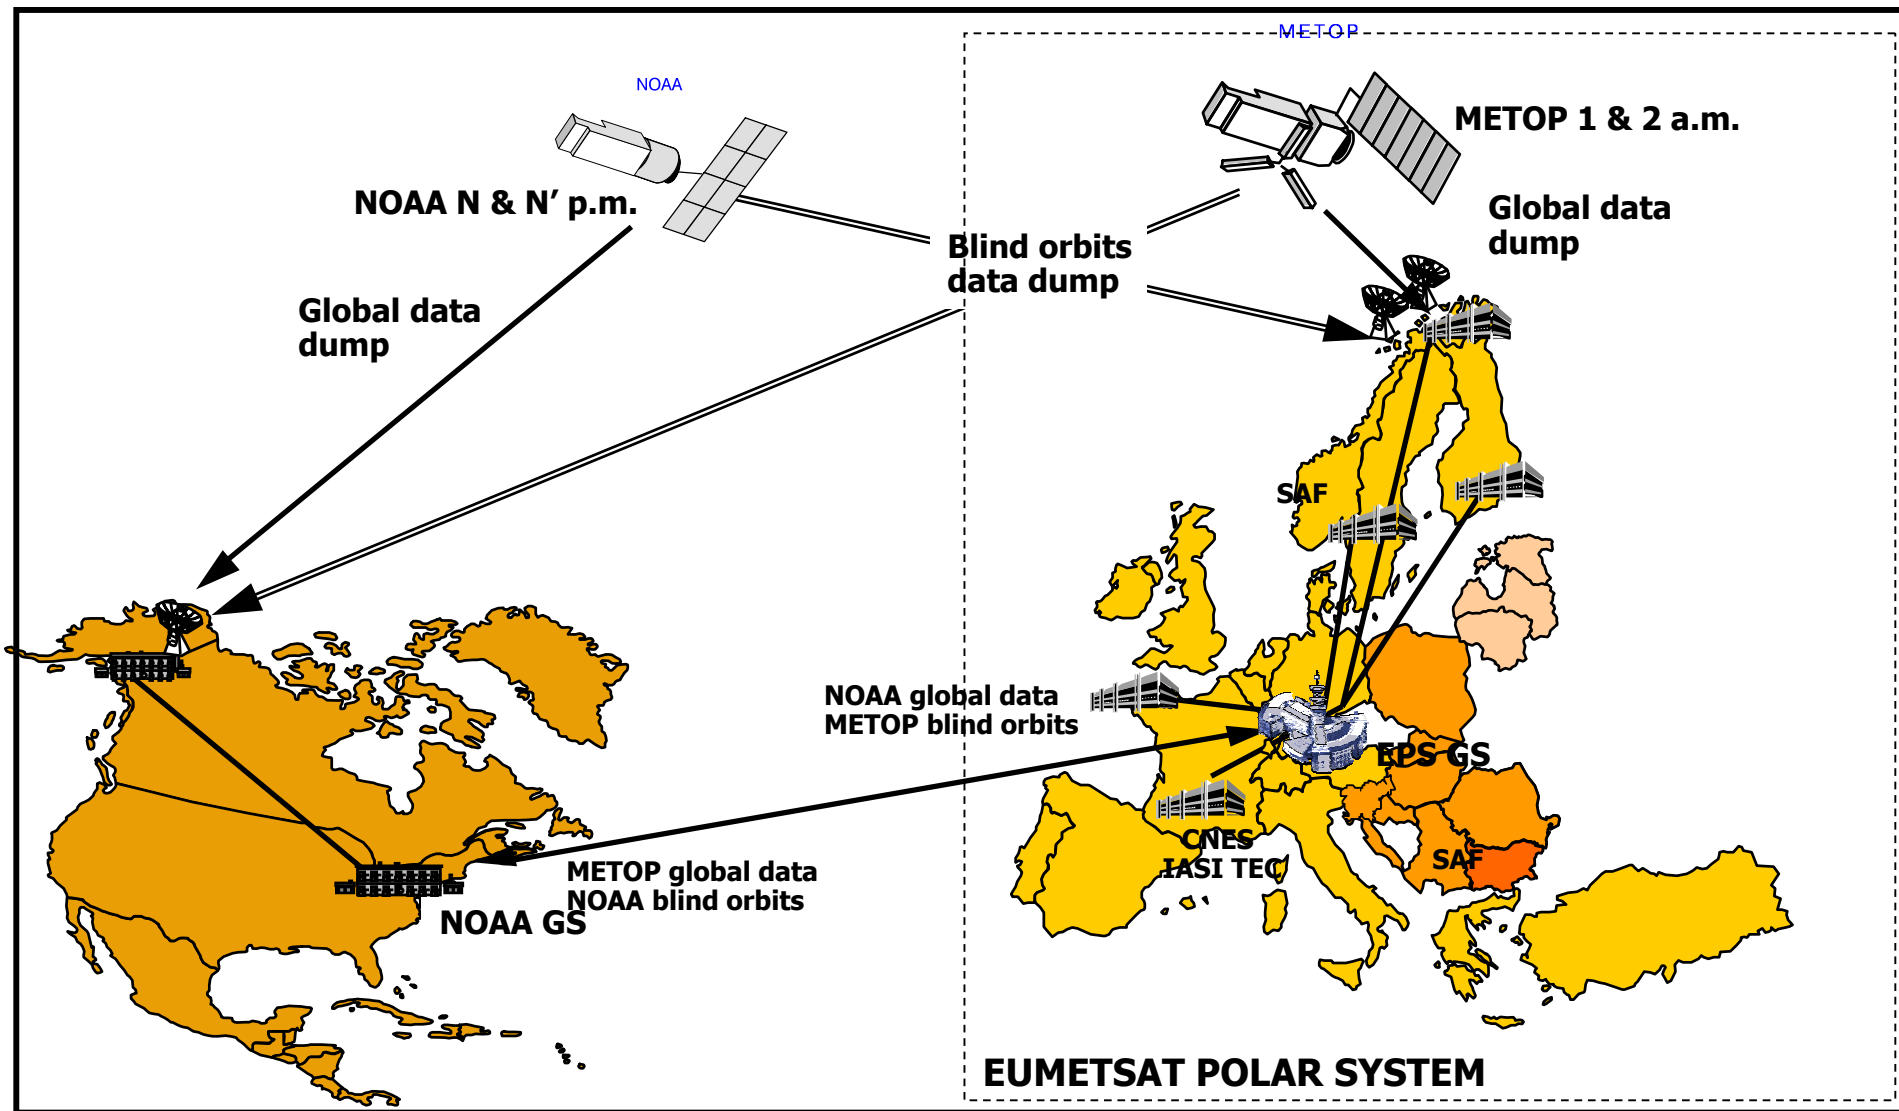 METOP
NOAA
METOP 1 & 2 a.m.
NOAA N & N’ p.m.
Global data
dump
Blind orbits
data dump
Global data
dump
SAF
NOAA global data
METOP blind orbits
EPS GS
CNES
IASI TEC
SAF
METOP global data
NOAA blind orbits
NOAA GS
EUMETSAT POLAR SYSTEM